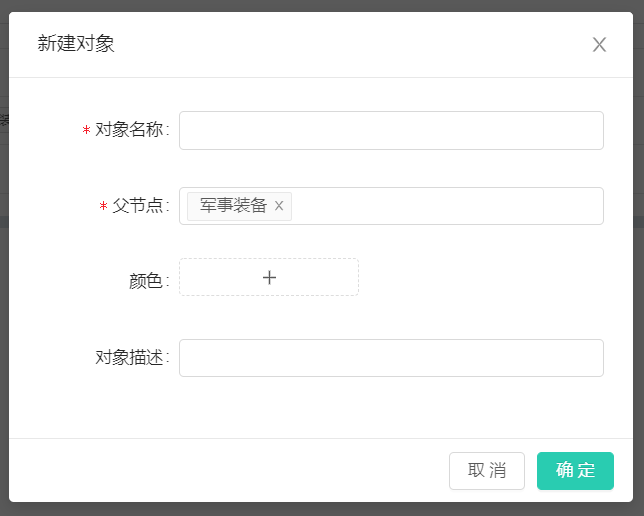 新建对象
* 对象名称:
* 父节点: 军事装备 X
颜色: +
对象描述:
取 消 确 定